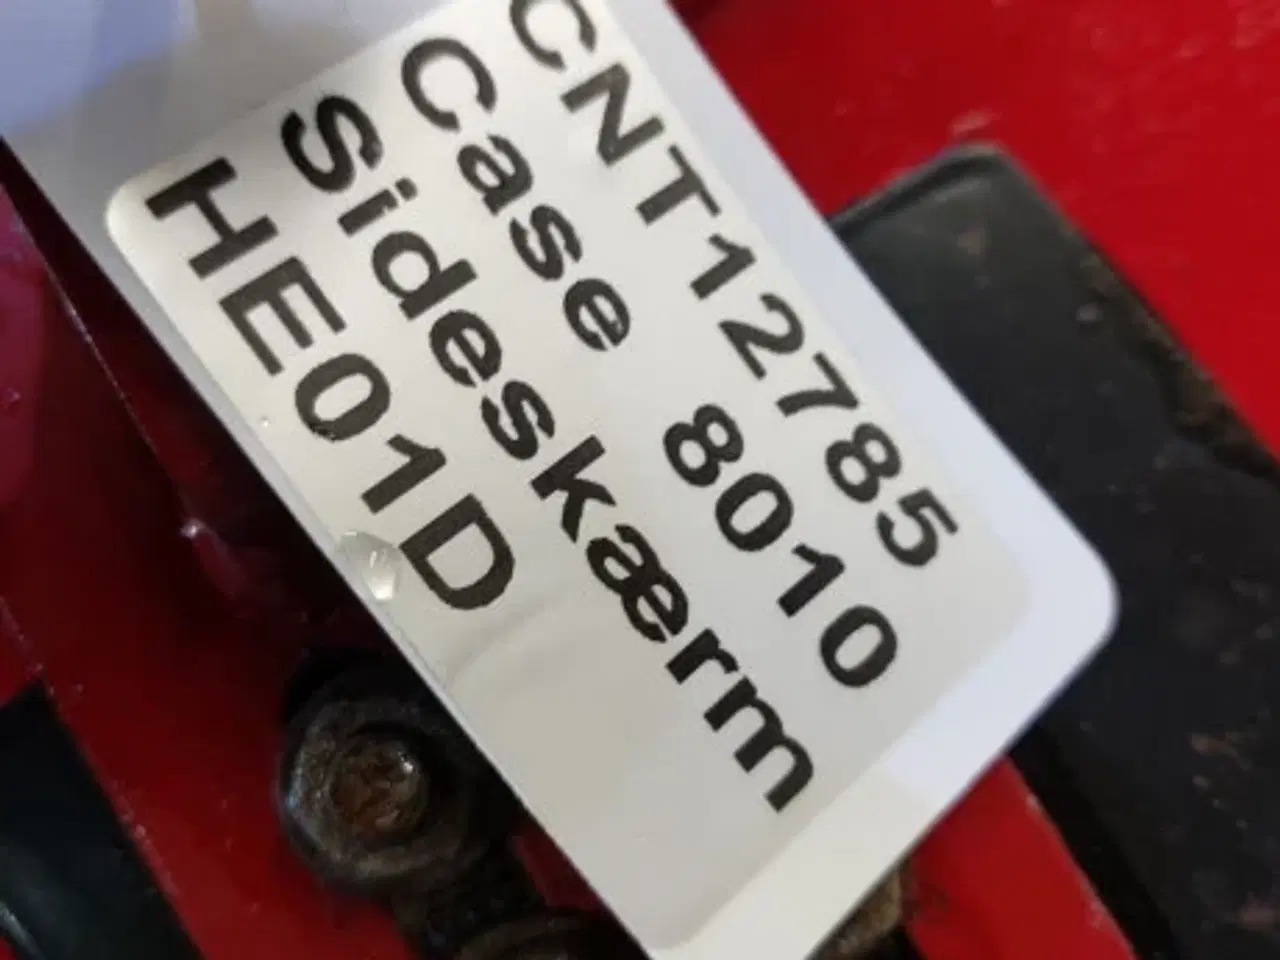 CNT12785
Case 8010
Sideskærm
HE01D